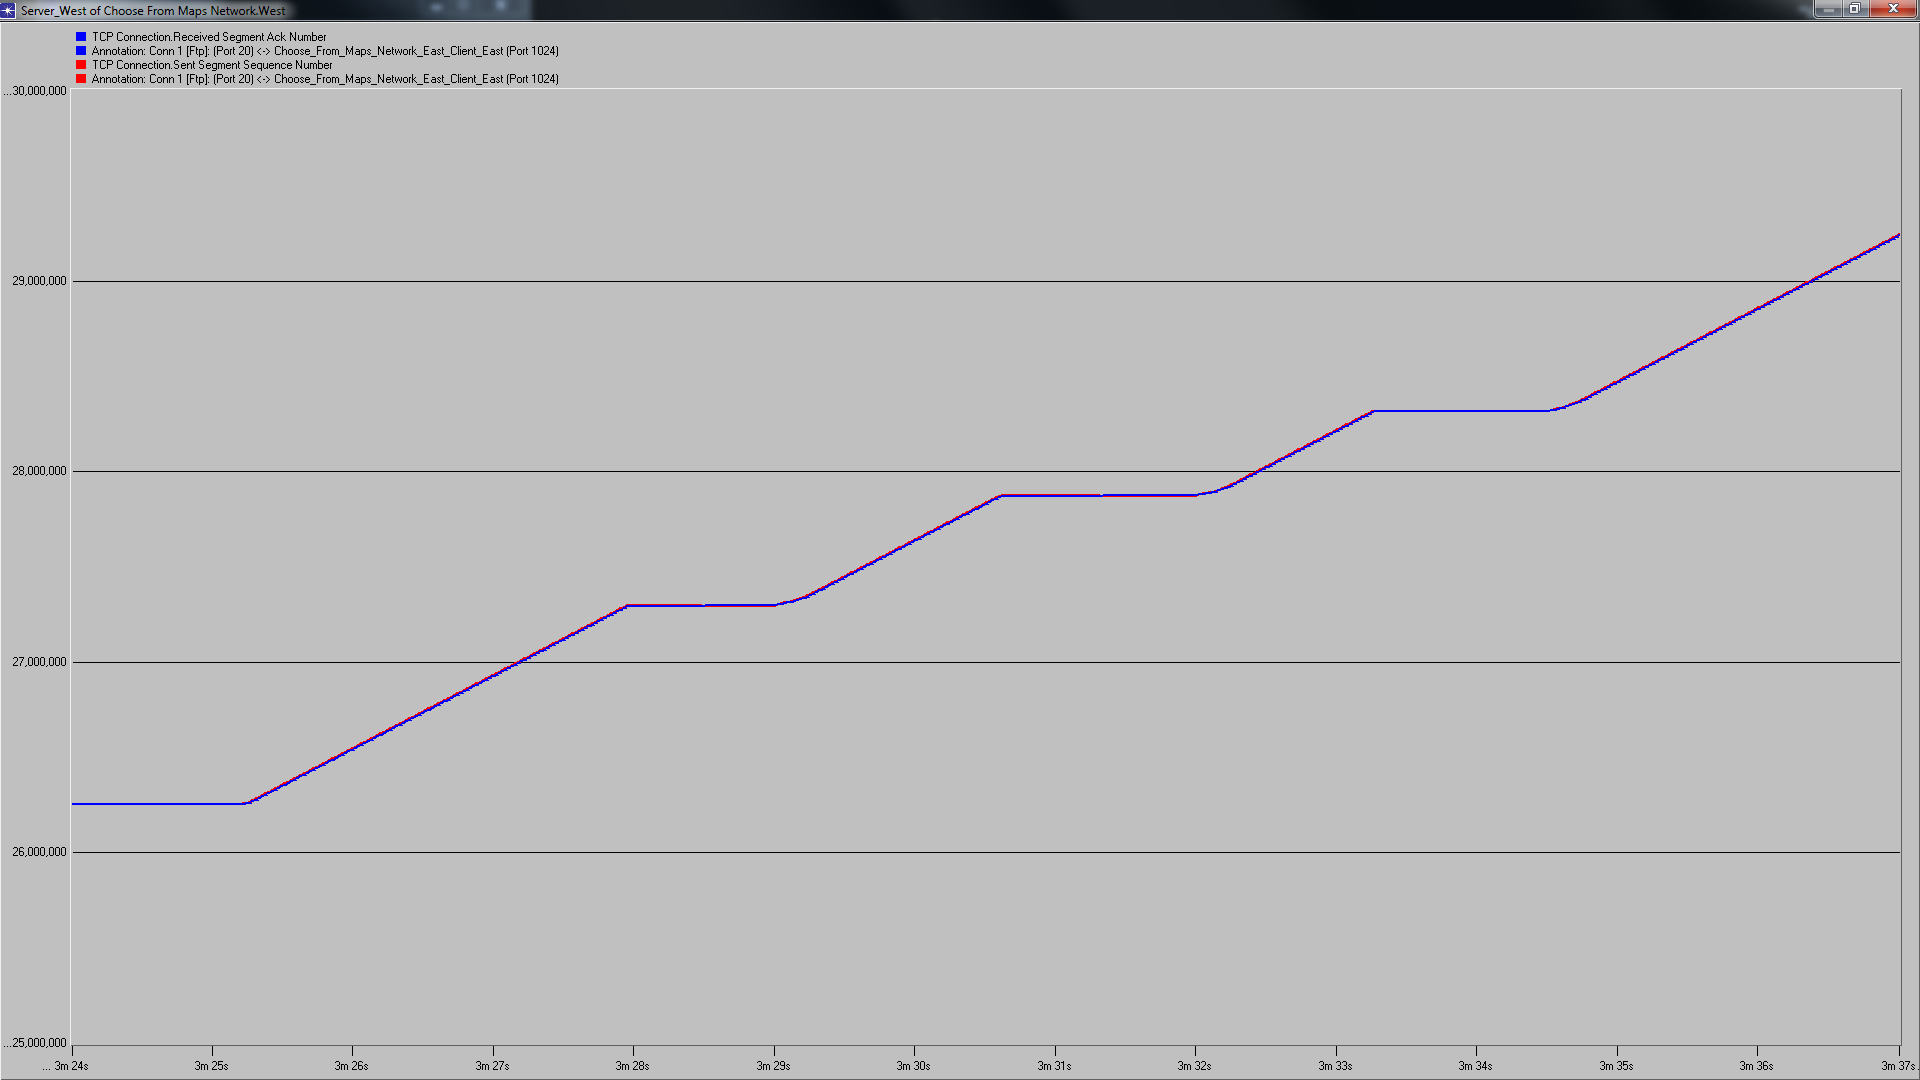 Server_West of Choose From Maps Network.West
TCP Connection.Received Segment Ack Number
Annotation: Conn 1 [Ftp]: (Port 20) <-> Choose_From_Maps_Network_East_Client_East (Port 1024)
TCP Connection.Sent Segment Sequence Number
Annotation: Conn 1 [Ftp]: (Port 20) <-> Choose_From_Maps_Network_East_Client_East (Port 1024)
...30,000,000
29,000,000
28,000,000
27,000,000
26,000,000
...25,000,000
... 3m 24s 3m 25s 3m 26s 3m 27s 3m 28s 3m 29s 3m 30s 3m 31s 3m 32s 3m 33s 3m 34s 3m 35s 3m 36s 3m 37s.